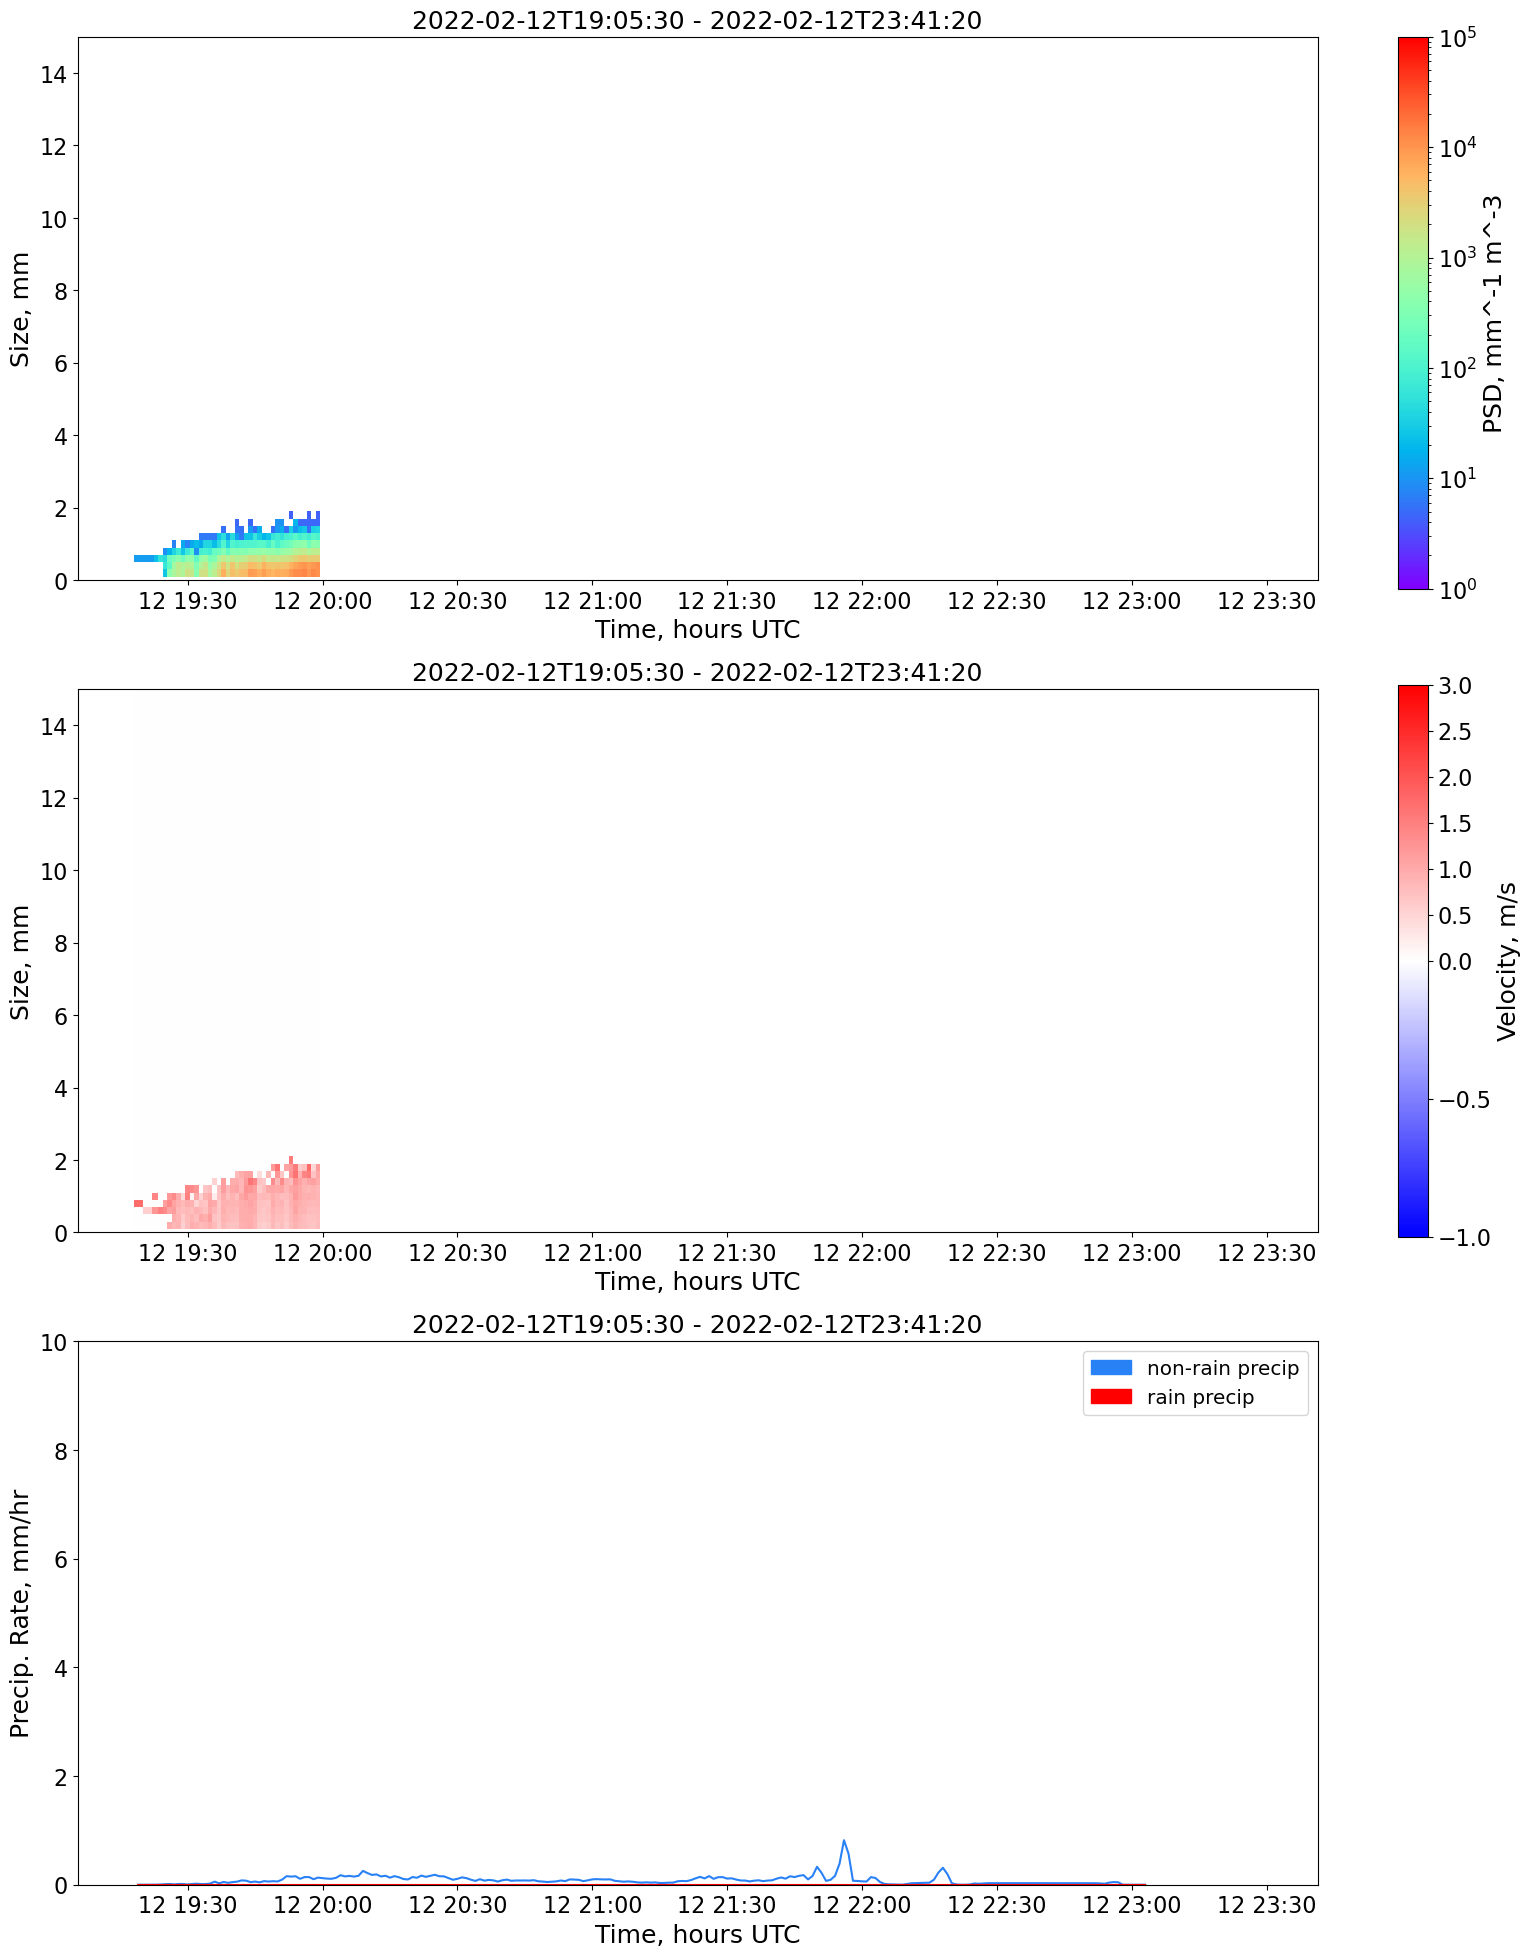 2022-02-12T19:05:30 - 2022-02-12T23:41:20
14
12
10
8
6
4
2
0
Size, mm
12 19:30 12 20:00 12 20:30 12 21:00 12 21:30 12 22:00 12 22:30 12 23:00 12 23:30
Time, hours UTC
10^5
10^4
10^3
10^2
10^1
10^0
PSD, mm^-1 m^-3
2022-02-12T19:05:30 - 2022-02-12T23:41:20
14
12
10
8
6
4
2
0
Size, mm
12 19:30 12 20:00 12 20:30 12 21:00 12 21:30 12 22:00 12 22:30 12 23:00 12 23:30
Time, hours UTC
3.0
2.5
2.0
1.5
1.0
0.5
0.0
−0.5
−1.0
Velocity, m/s
2022-02-12T19:05:30 - 2022-02-12T23:41:20
10
8
6
4
2
0
Precip. Rate, mm/hr
non-rain precip
rain precip
12 19:30 12 20:00 12 20:30 12 21:00 12 21:30 12 22:00 12 22:30 12 23:00 12 23:30
Time, hours UTC